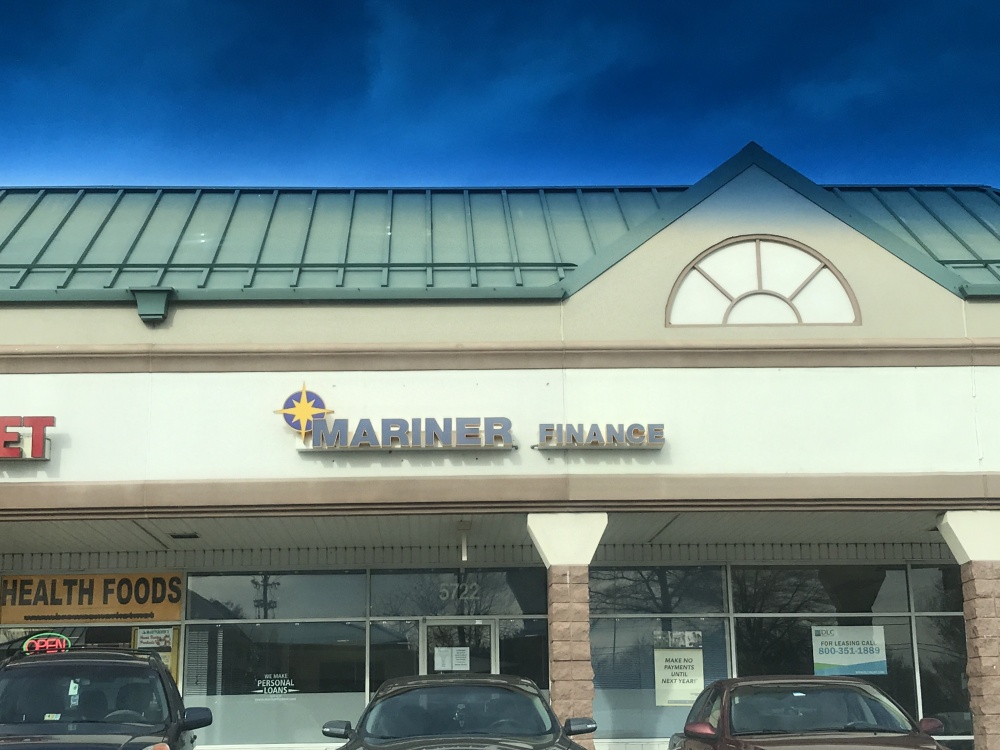 ET
MARINER FINANCE
HEALTH FOODS
OPEN
5722
WE MAKE
PERSONAL
LOANS
MAKE NO
PAYMENTS
UNTIL
NEXT YEAR!
DLC
FOR LEASING CALL
800-351-1889